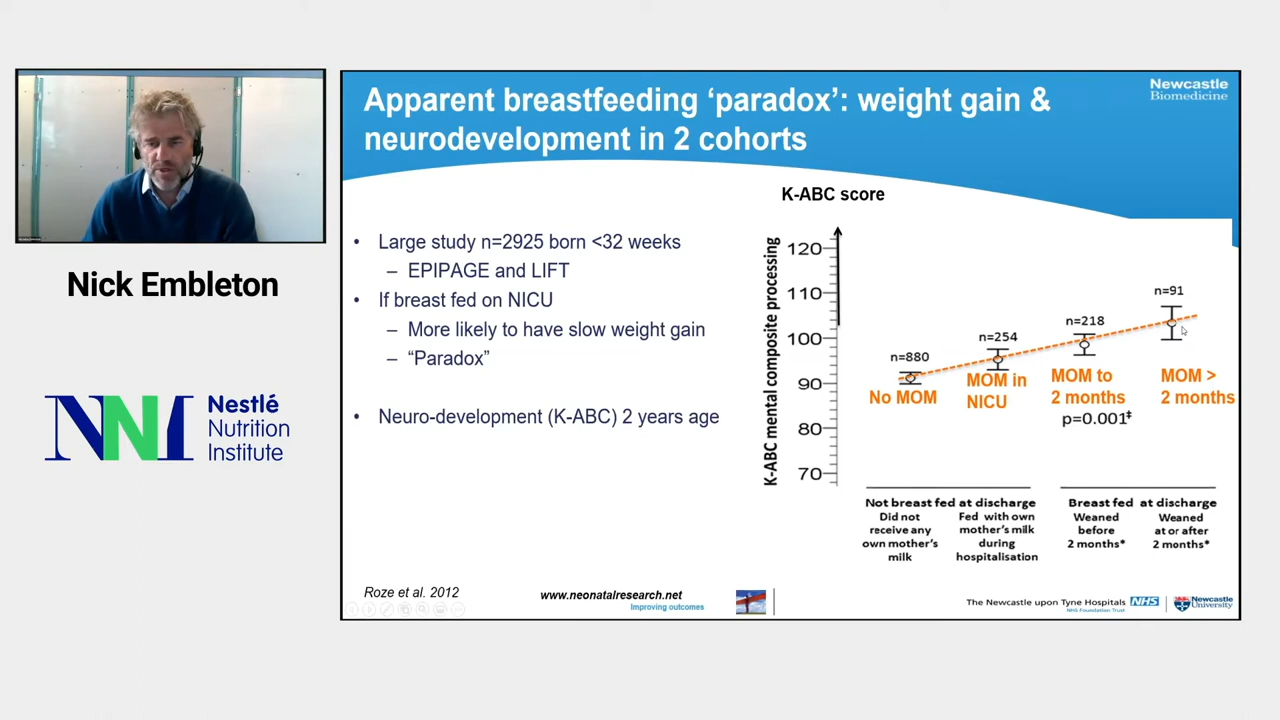 Apparent breastfeeding ‘paradox’: weight gain &
neurodevelopment in 2 cohorts
Newcastle
Biomedicine
Nick Embleton
NNI
Nestlé
Nutrition
Institute
• Large study n=2925 born <32 weeks
– EPIPAGE and LIFT
• If breast fed on NICU
– More likely to have slow weight gain
– “Paradox”
• Neuro-development (K-ABC) 2 years age
K-ABC score
K-ABC mental composite processing
120
110
100
90
80
70
n=880
n=254
n=218
n=91
No MOM
MOM in
NICU
MOM to
2 months
MOM >
2 months
p=0.001‡
Not breast fed at discharge
Did not
receive any
own mother’s
milk
Fed with own
mother’s milk
during
hospitalisation
Breast fed at discharge
Weaned
before
2 months*
Weaned
at or after
2 months*
Roze et al. 2012
www.neonatalresearch.net
Improving outcomes
The Newcastle upon Tyne Hospitals NHS
NHS Foundation Trust
Newcastle
University